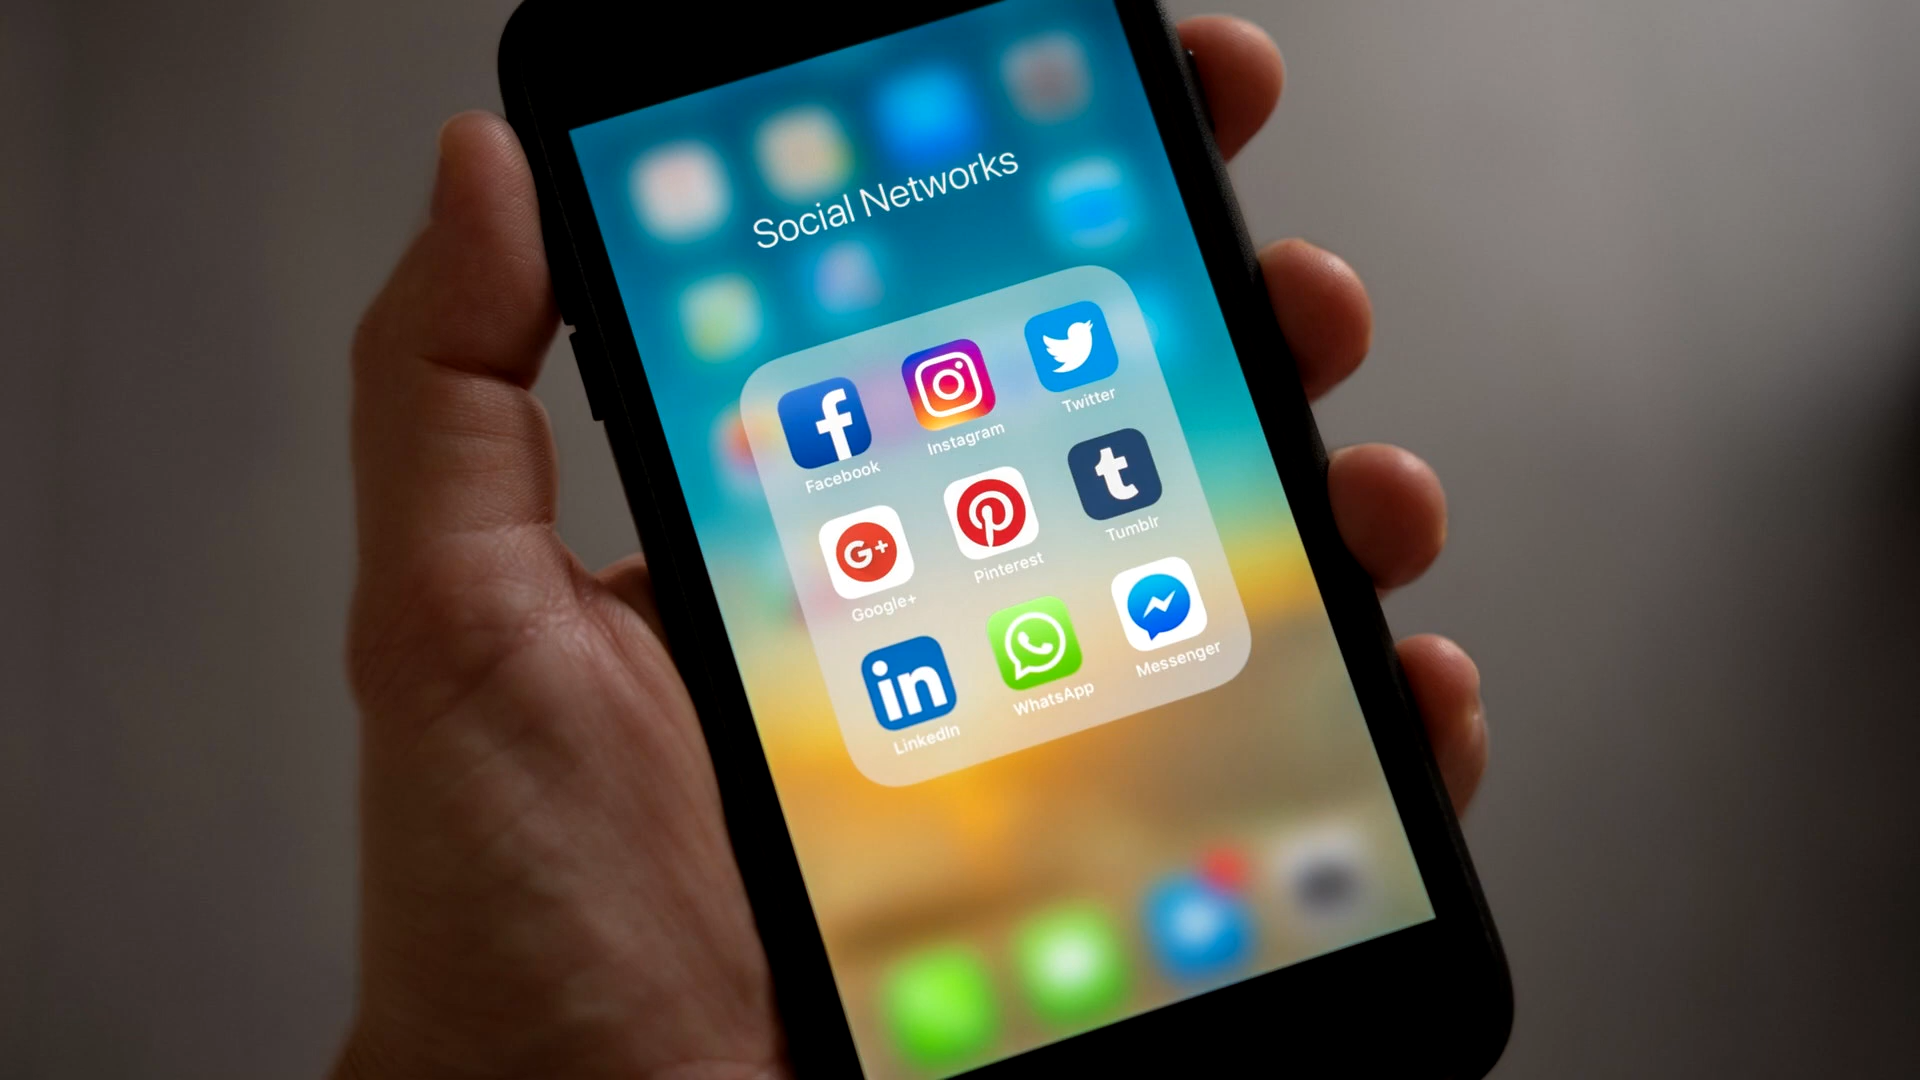 Social Networks
Facebook
Instagram
Twitter
Google+
Pinterest
Tumblr
LinkedIn
WhatsApp
Messenger